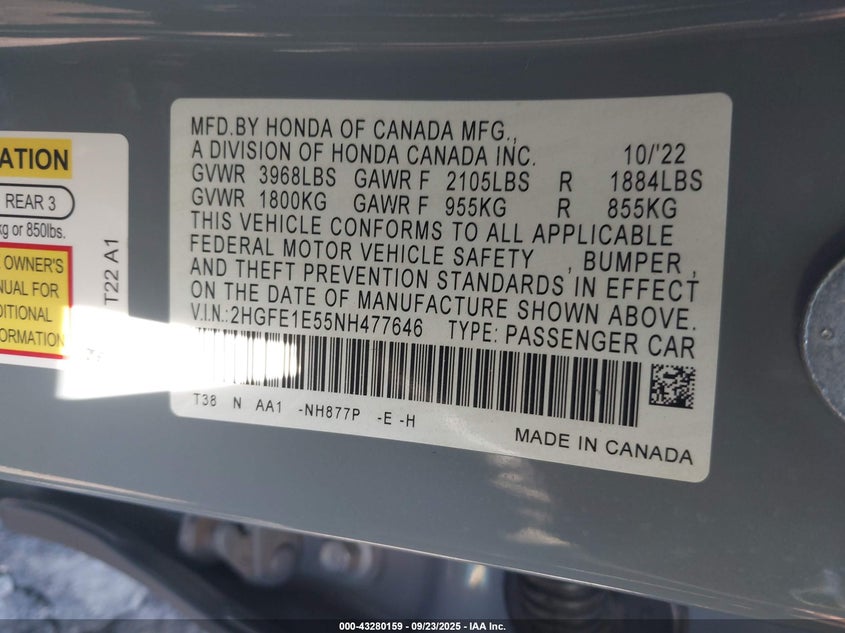 ATION
REAR 3
kg or 850lbs.
OWNER'S
NUAL FOR
DITIONAL
FORMATION
T22 A1
MFD.BY HONDA OF CANADA MFG.,
A DIVISION OF HONDA CANADA INC. 10/'22
GVWR 3968LBS GAWR F 2105LBS R 1884LBS
GVWR 1800KG GAWR F 955KG R 855KG
THIS VEHICLE CONFORMS TO ALL APPLICABLE
FEDERAL MOTOR VEHICLE SAFETY , BUMPER ,
AND THEFT PREVENTION STANDARDS IN EFFECT
ON THE DATE OF MANUFACTURE SHOWN ABOVE.
V.I.N.:2HGFE1E55NH477646 TYPE: PASSENGER CAR
T38 N AA1 -NH877P -E -H
MADE IN CANADA
000-43280159 - 09/23/2025 - IAA Inc.